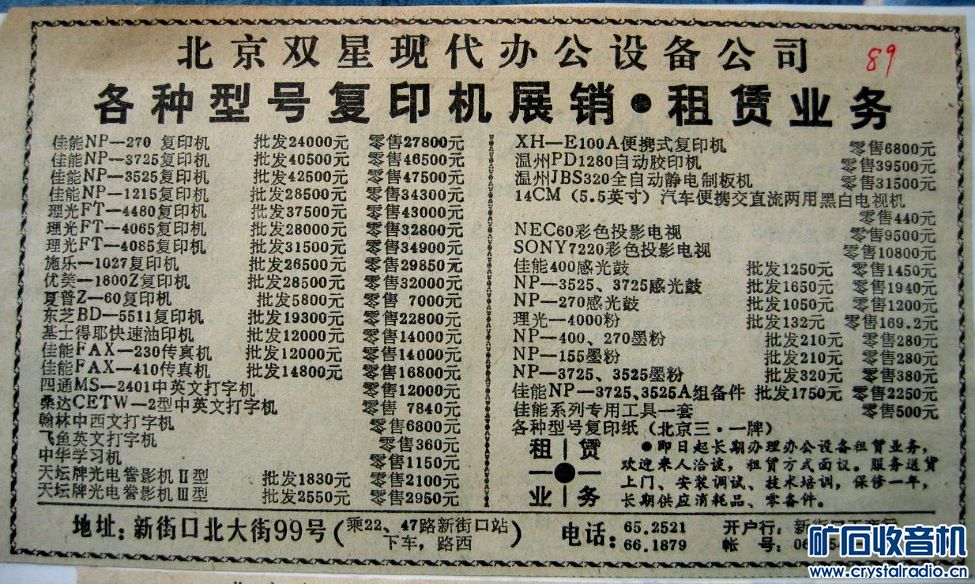 北京双星现代办公设备公司
89
各种型号复印机展销•租赁业务
佳能NP—270 复印机 批发24000元 零售27800元
佳能NP—3725复印机 批发40500元 零售46500元
佳能NP—3525复印机 批发42500元 零售47500元
佳能NP—1215复印机 批发28500元 零售34300元
理光FT—4480复印机 批发37500元 零售43000元
理光FT—4065复印机 批发28000元 零售32800元
理光FT—4085复印机 批发31500元 零售34900元
施乐—1027复印机 批发26500元 零售29850元
优美—1800Z复印机 批发28500元 零售32000元
夏普Z—60复印机 批发5800元 零售 7000元
东芝BD—5511复印机 批发19300元 零售22800元
基士得耶快速油印机 批发12000元 零售14000元
佳能FAX—230传真机 批发12000元 零售14000元
佳能FAX—410传真机 批发14800元 零售16800元
四通MS—2401中英文打字机 零售12000元
桑达CETW—2型中英文打字机 零售 7840元
翰林中西文打字机 零售6800元
飞鱼英文打字机 零售360元
中华学习机 零售1150元
天坛牌光电誊影机Ⅱ型 批发1830元 零售2100元
天坛牌光电誊影机Ⅲ型 批发2550元 零售2950元
XH—E100A便携式复印机 零售6800元
温州PD1280自动胶印机 零售39500元
温州JBS320全自动静电制板机 零售31500元
14CM (5.5英寸) 汽车便携交直流两用黑白电视机
零售440元
NEC60彩色投影电视 零售9500元
SONY7220彩色投影电视 零售10800元
佳能400感光鼓 批发1250元 零售1450元
NP—3525、3725感光鼓 批发1650元 零售1940元
NP—270感光鼓 批发1050元 零售1200元
理光—4000粉 批发132元 零售169.2元
NP—400、270墨粉 批发210元 零售280元
NP—155墨粉 批发210元 零售280元
NP—3725、3525墨粉 批发320元 零售380元
佳能NP—3725、3525A组备件 批发1750元 零售2250元
佳能系列专用工具一套 零售500元
各种型号复印纸 (北京三·一牌)
租赁
业务
●即日起长期办理办公设备租赁业务，
欢迎来人洽谈，租赁方式面议。服务送货
上门、安装调试、技术培训，保修一年，
长期供应消耗品、零备件。
地址：新街口北大街99号 (乘22、47路新街口站
下车，路西)
电话：65.2521
66.1879
开户行：新街
帐 号：06
矿石收音机
www.crystalradio.cn